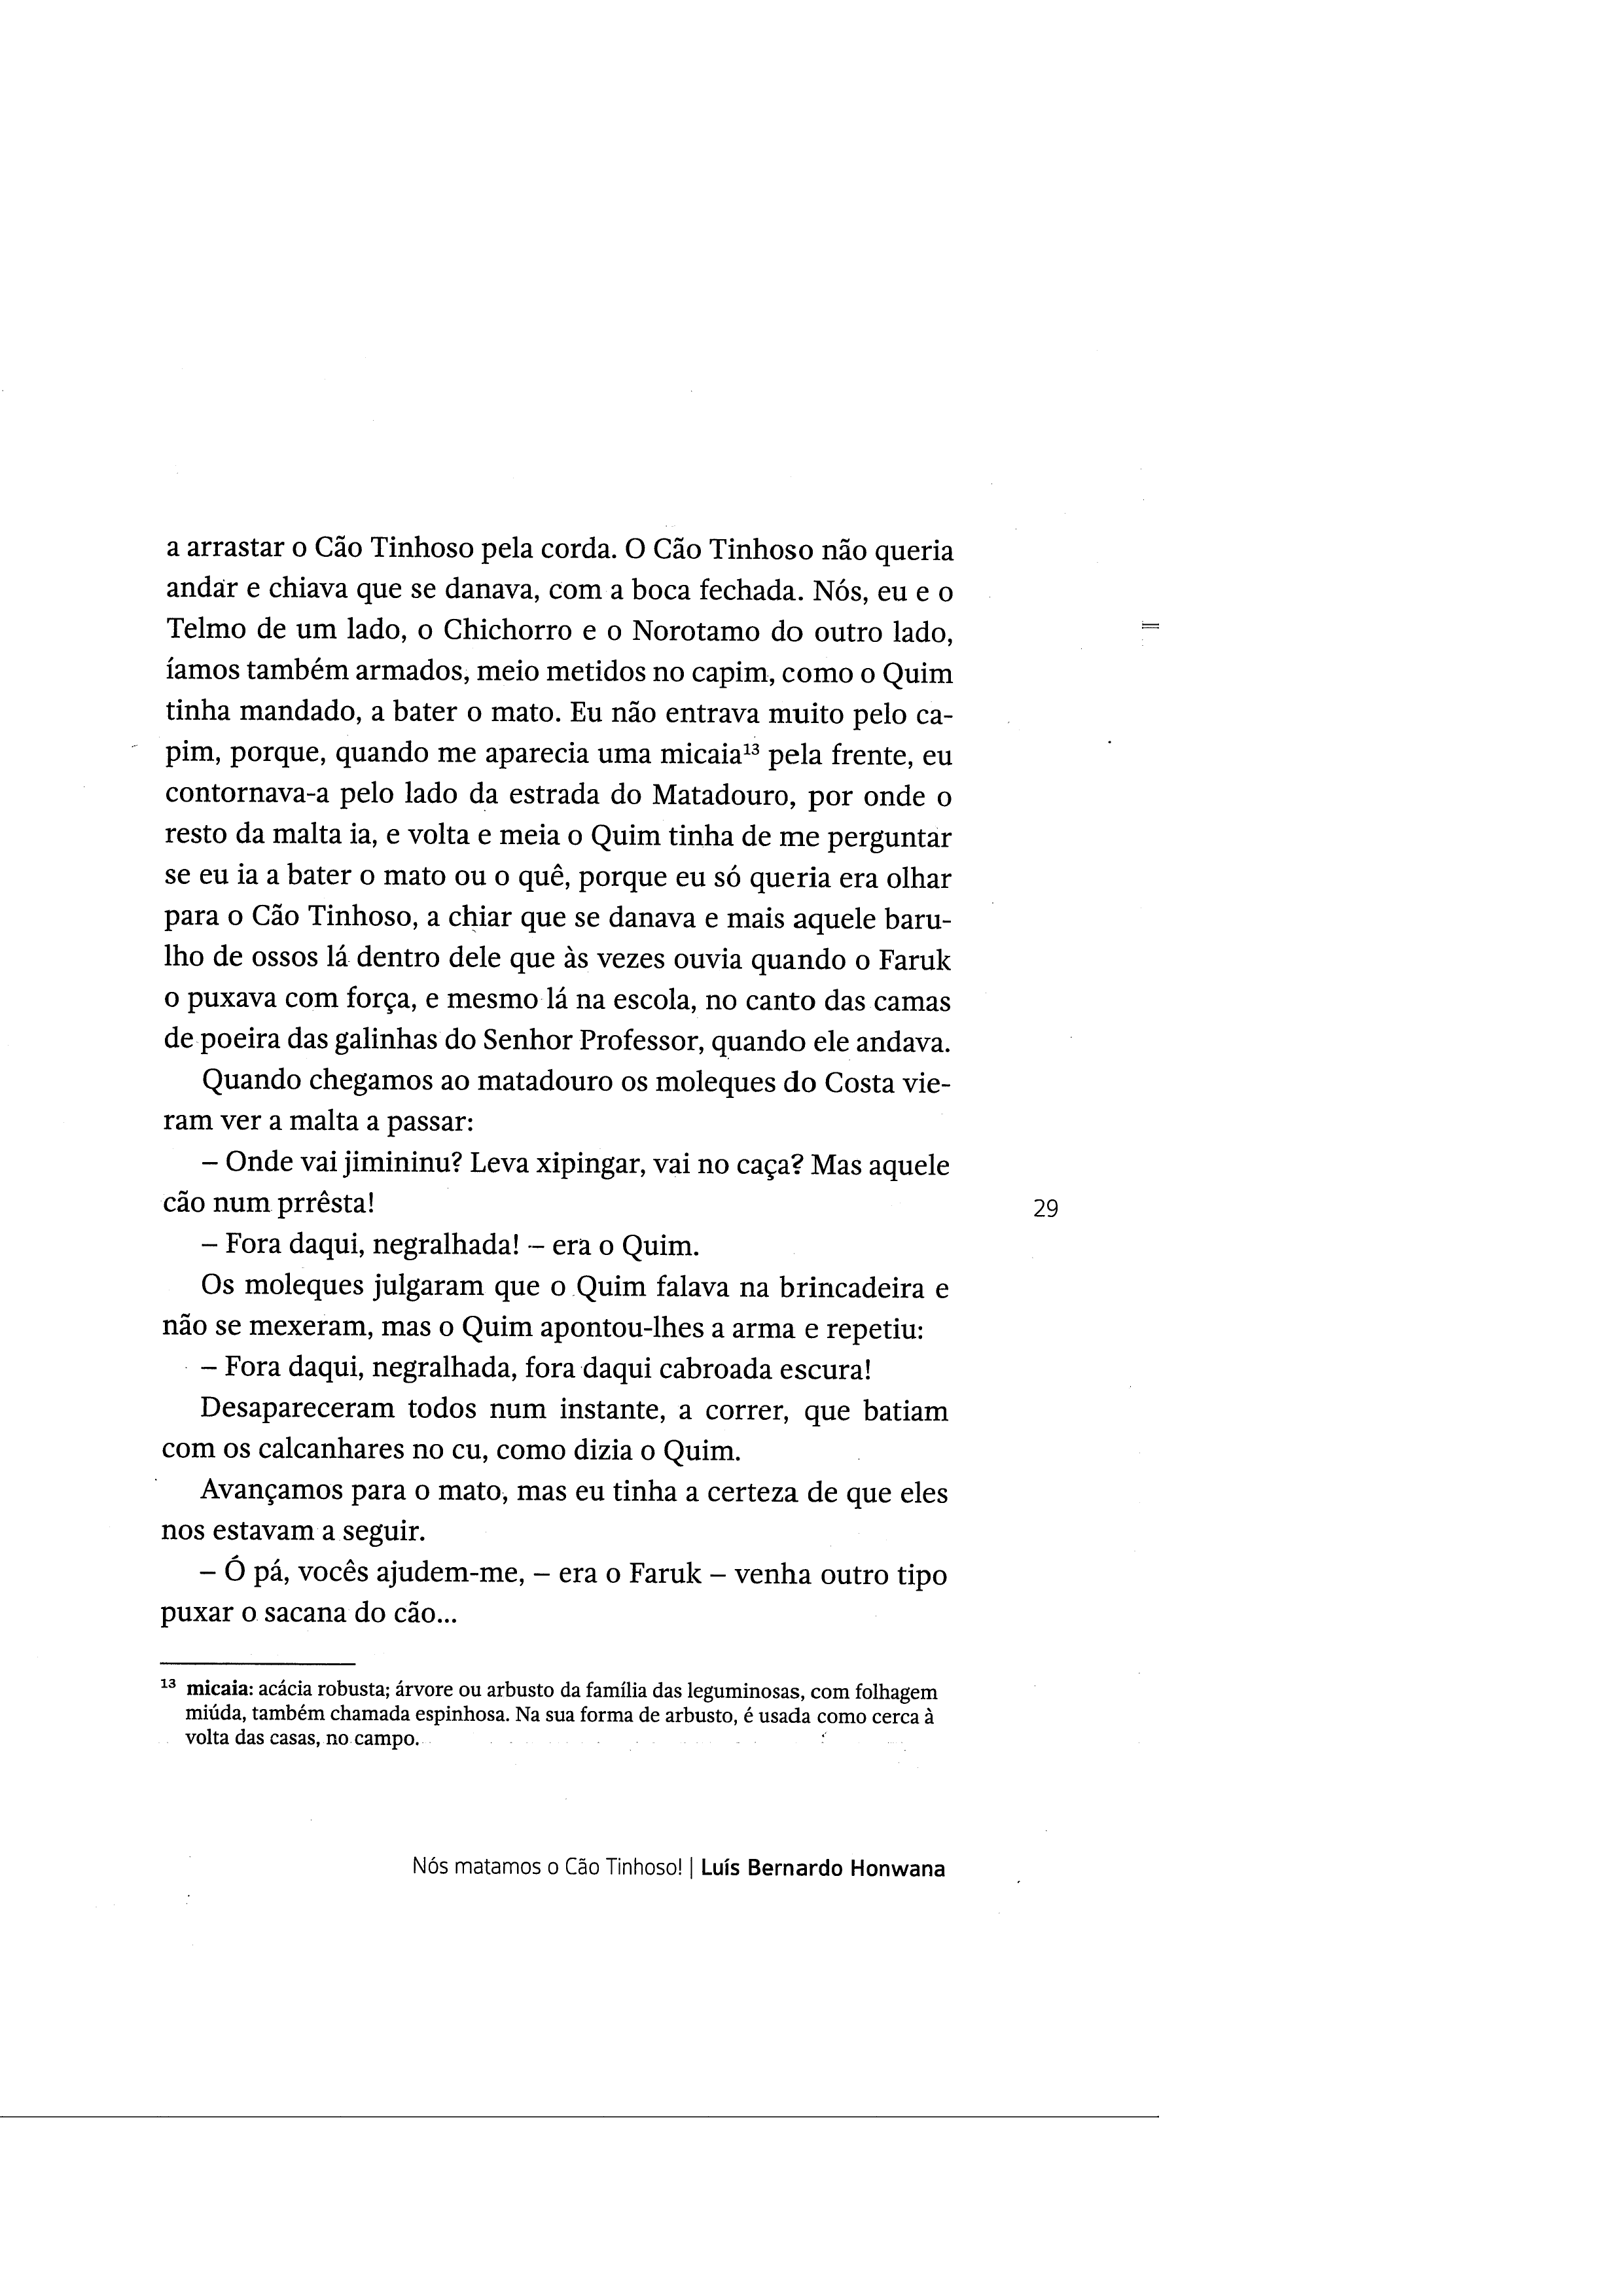 a arrastar o Cão Tinhoso pela corda. O Cão Tinhoso não queria
andar e chiava que se danava, com a boca fechada. Nós, eu e o
Telmo de um lado, o Chichorro e o Norotamo do outro lado,
íamos também armados, meio metidos no capim, como o Quim
tinha mandado, a bater o mato. Eu não entrava muito pelo ca-
pim, porque, quando me aparecia uma micaia¹³ pela frente, eu
contornava-a pelo lado da estrada do Matadouro, por onde o
resto da malta ia, e volta e meia o Quim tinha de me perguntar
se eu ia a bater o mato ou o quê, porque eu só queria era olhar
para o Cão Tinhoso, a chiar que se danava e mais aquele baru-
lho de ossos lá dentro dele que às vezes ouvia quando o Faruk
o puxava com força, e mesmo lá na escola, no canto das camas
de poeira das galinhas do Senhor Professor, quando ele andava.
Quando chegamos ao matadouro os moleques do Costa vie-
ram ver a malta a passar:
– Onde vai jimininu? Leva xipingar, vai no caça? Mas aquele
cão num prrêsta!
29
– Fora daqui, negralhada! – era o Quim.
Os moleques julgaram que o Quim falava na brincadeira e
não se mexeram, mas o Quim apontou-lhes a arma e repetiu:
– Fora daqui, negralhada, fora daqui cabroada escura!
Desapareceram todos num instante, a correr, que batiam
com os calcanhares no cu, como dizia o Quim.
Avançamos para o mato, mas eu tinha a certeza de que eles
nos estavam a seguir.
– Ó pá, vocês ajudem-me, – era o Faruk – venha outro tipo
puxar o sacana do cão...
¹³ micaia: acácia robusta; árvore ou arbusto da família das leguminosas, com folhagem
miúda, também chamada espinhosa. Na sua forma de arbusto, é usada como cerca à
volta das casas, no campo.
Nós matamos o Cão Tinhoso! | Luís Bernardo Honwana